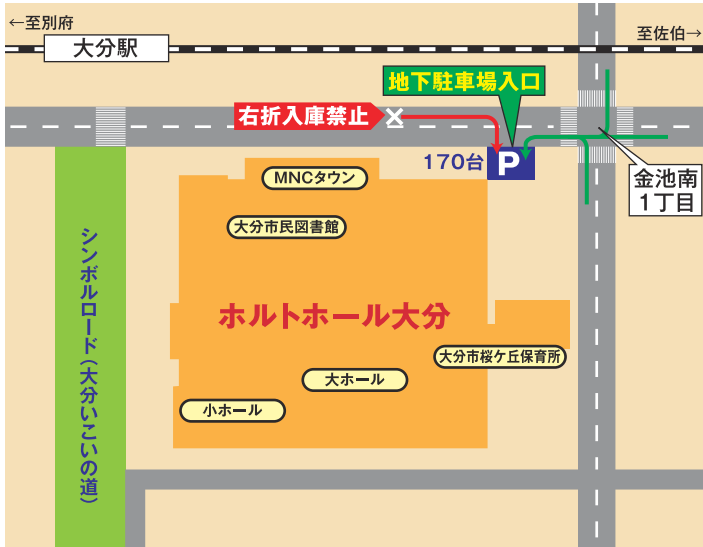 ←至別府
至佐伯→
大分駅
地下駐車場入口
右折入庫禁止
170台
P
金池南
1丁目
MNCタウン
大分市民図書館
シンボルロード(大分いこいの道)
ホルトホール大分
大分市桜ケ丘保育所
大ホール
小ホール